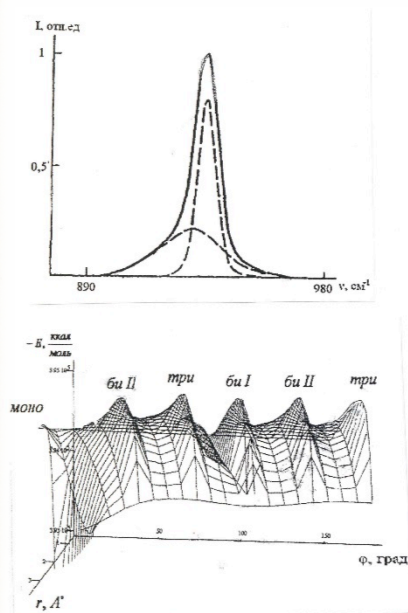 I, отн.ед
1
0,5
890
980 ν, см⁻¹
−E, ккал
моль
би II три би I би II три
моно
50
100
150
φ, град
r, A°